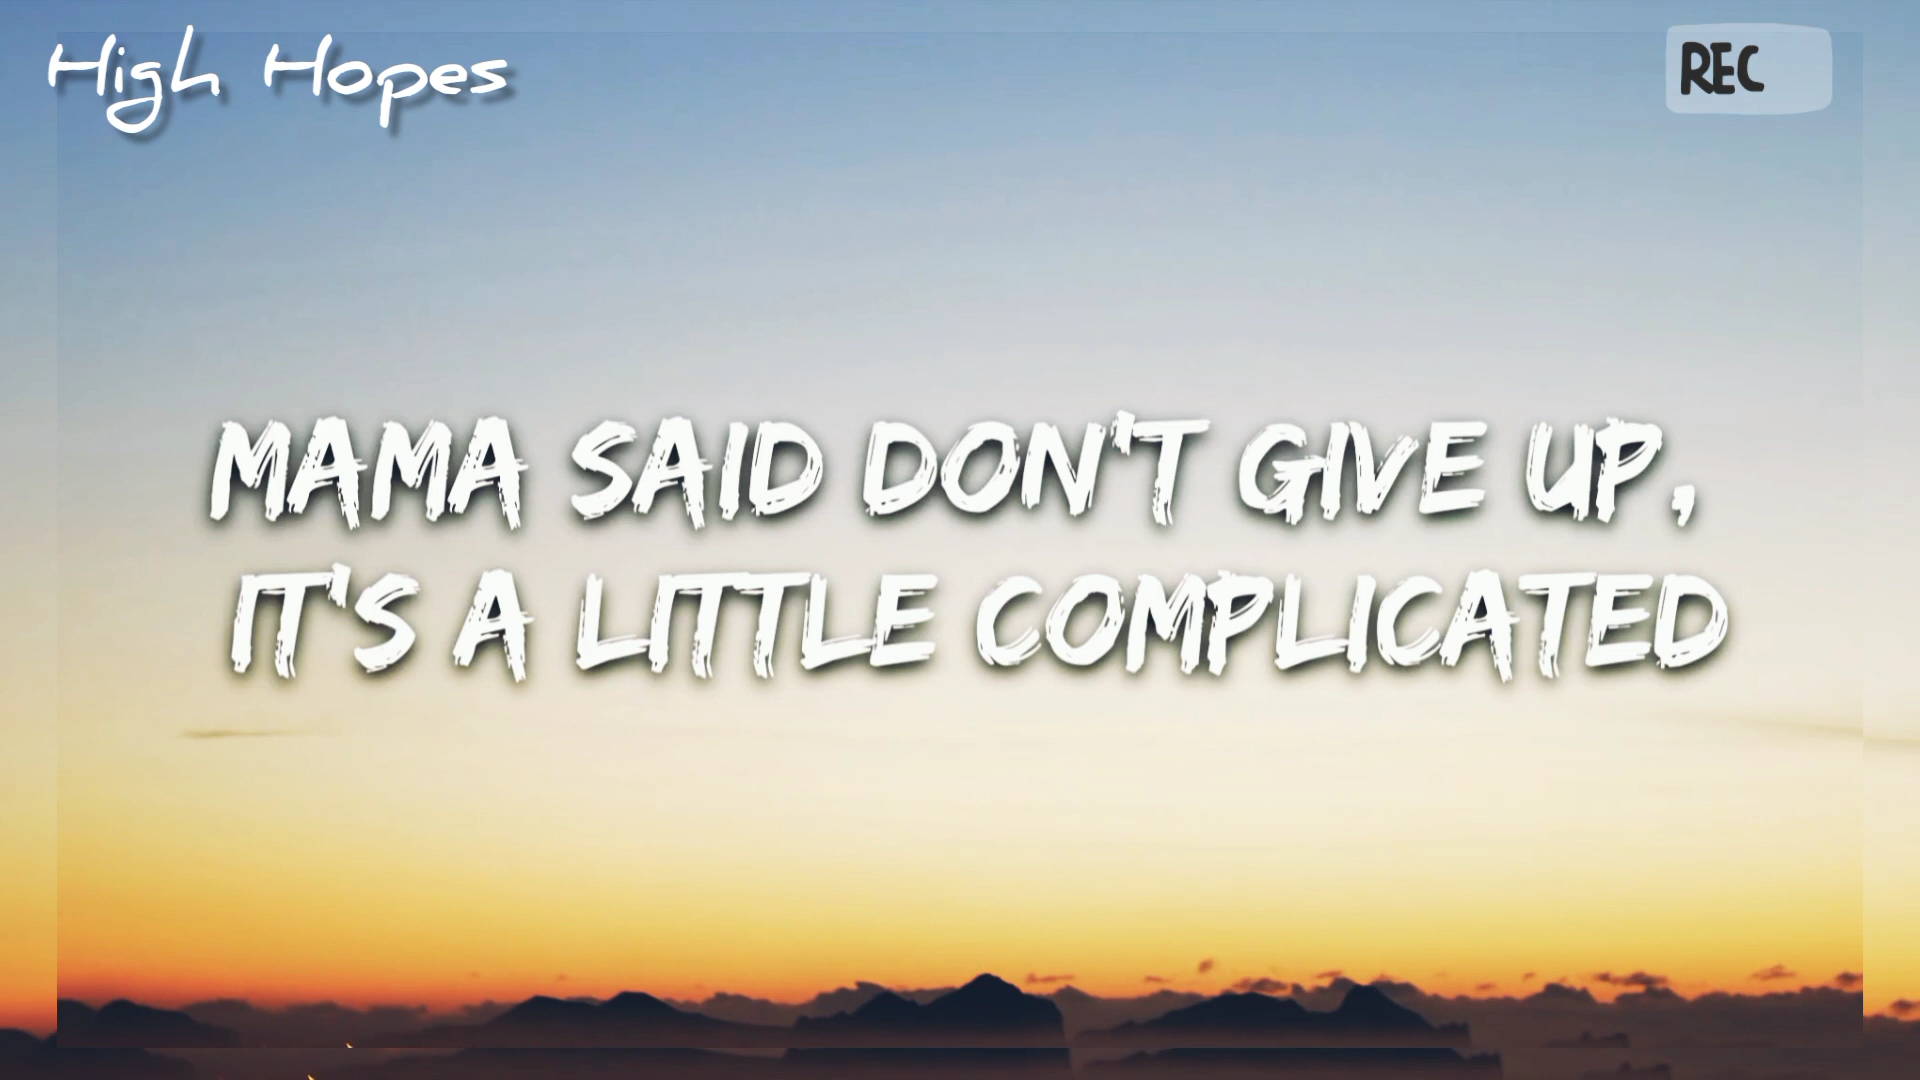 High Hopes
REC
MAMA SAID DON'T GIVE UP,
IT'S A LITTLE COMPLICATED